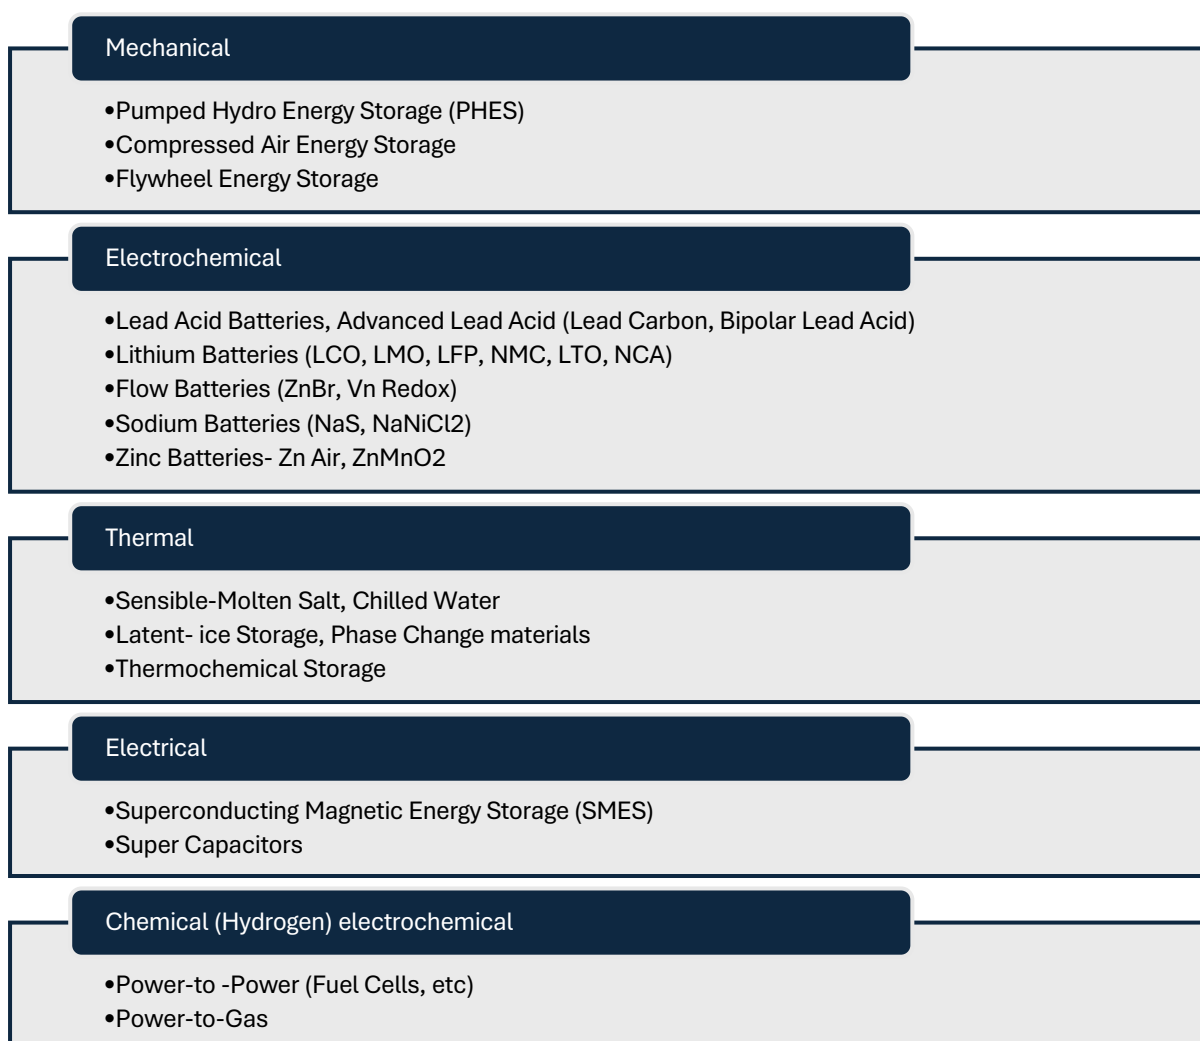 Mechanical
•Pumped Hydro Energy Storage (PHES)
•Compressed Air Energy Storage
•Flywheel Energy Storage
Electrochemical
•Lead Acid Batteries, Advanced Lead Acid (Lead Carbon, Bipolar Lead Acid)
•Lithium Batteries (LCO, LMO, LFP, NMC, LTO, NCA)
•Flow Batteries (ZnBr, Vn Redox)
•Sodium Batteries (NaS, NaNiCl2)
•Zinc Batteries- Zn Air, ZnMnO2
Thermal
•Sensible-Molten Salt, Chilled Water
•Latent- ice Storage, Phase Change materials
•Thermochemical Storage
Electrical
•Superconducting Magnetic Energy Storage (SMES)
•Super Capacitors
Chemical (Hydrogen) electrochemical
•Power-to -Power (Fuel Cells, etc)
•Power-to-Gas